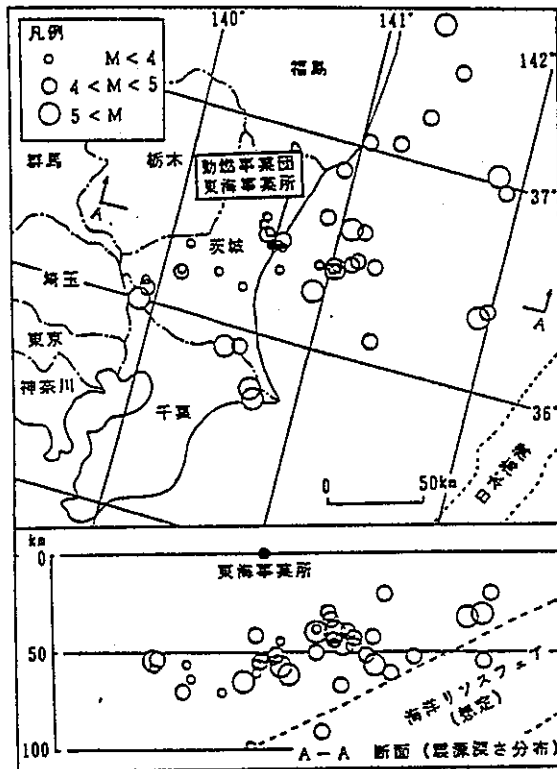 140°
141°
142°
凡例
M < 4
4 < M < 5
5 < M
福島
群馬
栃木
動燃事業団
東海事業所
37°
A
茨城
埼玉
A
東京
神奈川
千葉
36°
日本海溝
0 50km
km
0
東海事業所
50
海洋リソスフェイ
(想定)
100
A-A 断面 (震源深さ分布)